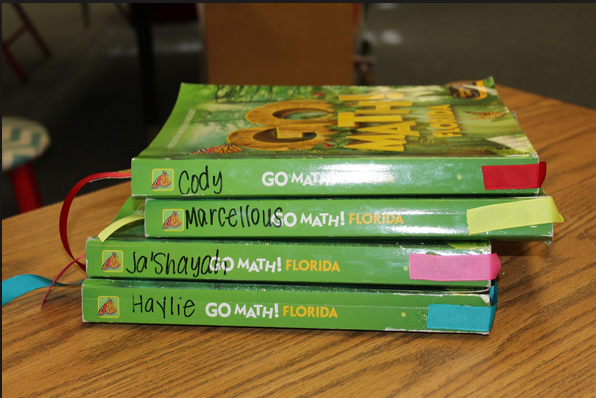 GO
MATH!
FLORIDA
Cody GO MATH!
Marcellous GO MATH! FLORIDA
Ja'Shayah GO MATH! FLORIDA
Haylie GO MATH! FLORIDA